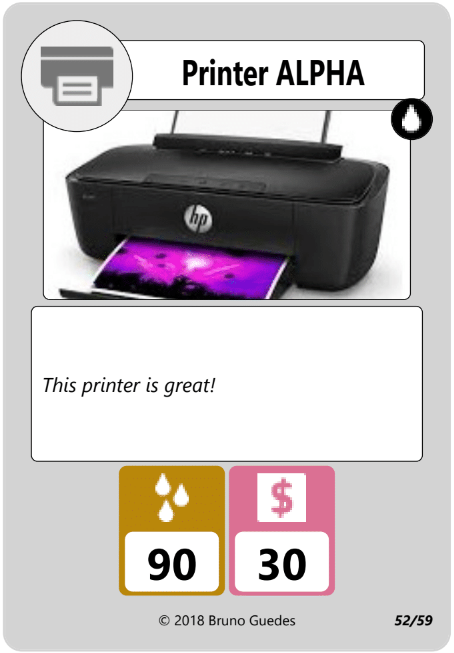 Printer ALPHA
hp
This printer is great!
$
90
30
© 2018 Bruno Guedes
52/59